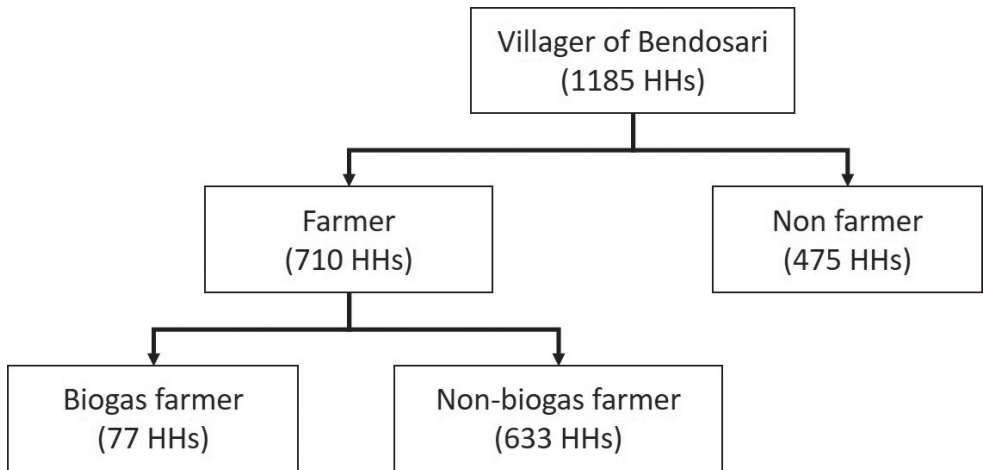 Villager of Bendosari
(1185 HHs)
Farmer
(710 HHs)
Non farmer
(475 HHs)
Biogas farmer
(77 HHs)
Non-biogas farmer
(633 HHs)